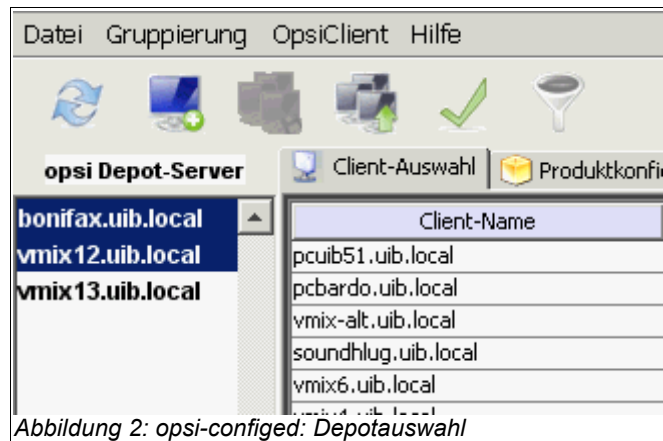 Datei Gruppierung OpsiClient Hilfe
opsi Depot-Server
Client-Auswahl
Produktkonfi
bonifax.uib.local
vmix12.uib.local
vmix13.uib.local
Client-Name
pcuib51.uib.local
pcbardo.uib.local
vmix-alt.uib.local
soundhlug.uib.local
vmix6.uib.local
Abbildung 2: opsi-configed: Depotauswahl